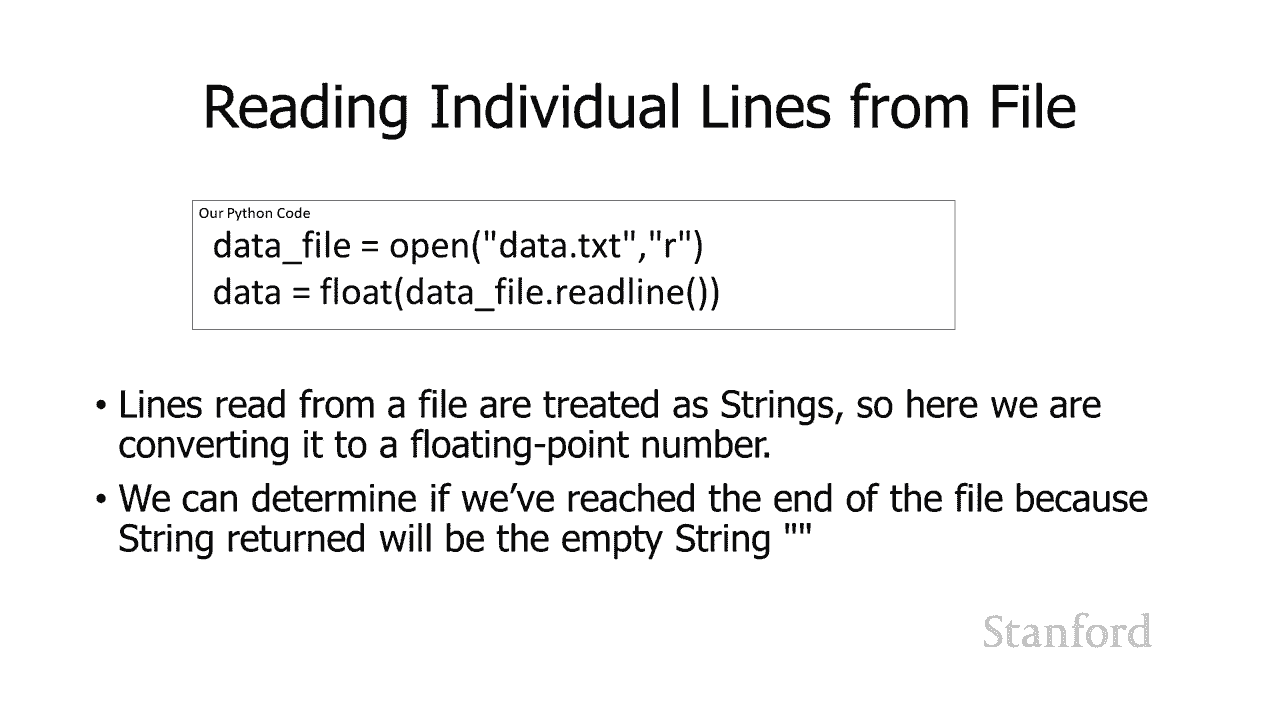 Reading Individual Lines from File
Our Python Code
data_file = open("data.txt","r")
data = float(data_file.readline())
• Lines read from a file are treated as Strings, so here we are
converting it to a floating-point number.
• We can determine if we’ve reached the end of the file because
String returned will be the empty String ""
Stanford